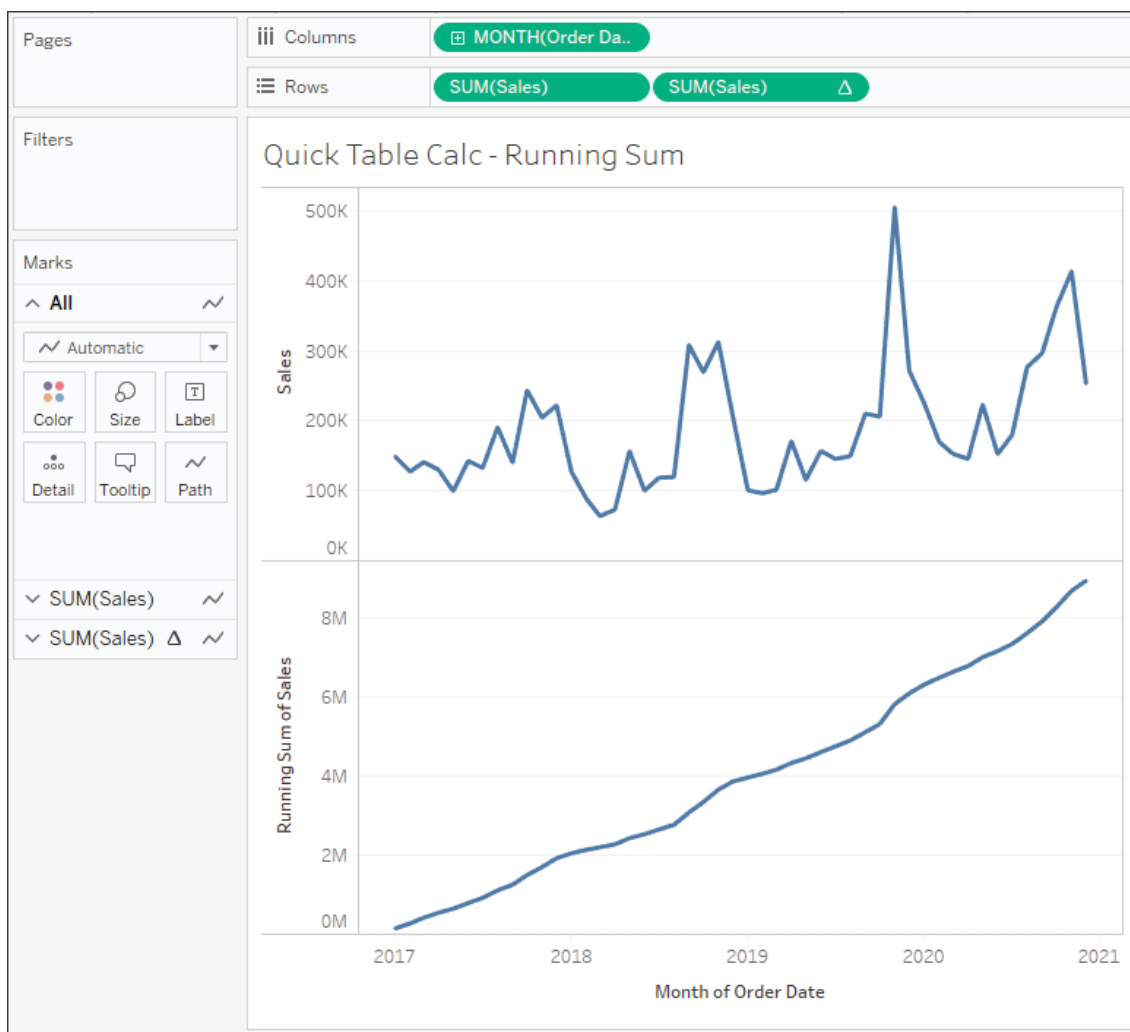 Pages
Columns
MONTH(Order Da..
Rows
SUM(Sales)
SUM(Sales) Δ
Filters
Marks
All
Automatic
Color
Size
T
Label
Detail
Tooltip
Path
SUM(Sales)
SUM(Sales) Δ
Quick Table Calc - Running Sum
500K
400K
300K
200K
100K
0K
Sales
8M
6M
4M
2M
0M
Running Sum of Sales
2017 2018 2019 2020 2021
Month of Order Date